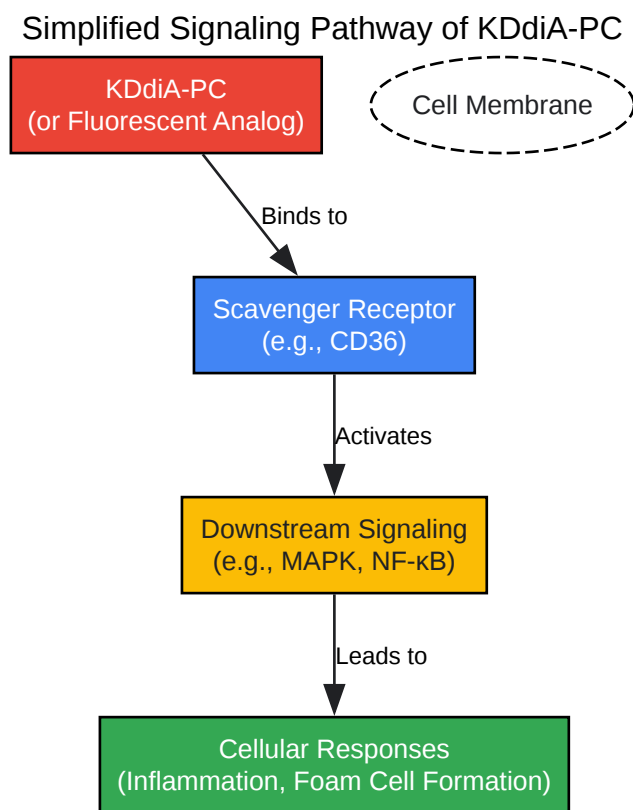 Simplified Signaling Pathway of KDdiA-PC
KDdiA-PC
(or Fluorescent Analog)
Cell Membrane
Binds to
Scavenger Receptor
(e.g., CD36)
Activates
Downstream Signaling
(e.g., MAPK, NF-κB)
Leads to
Cellular Responses
(Inflammation, Foam Cell Formation)